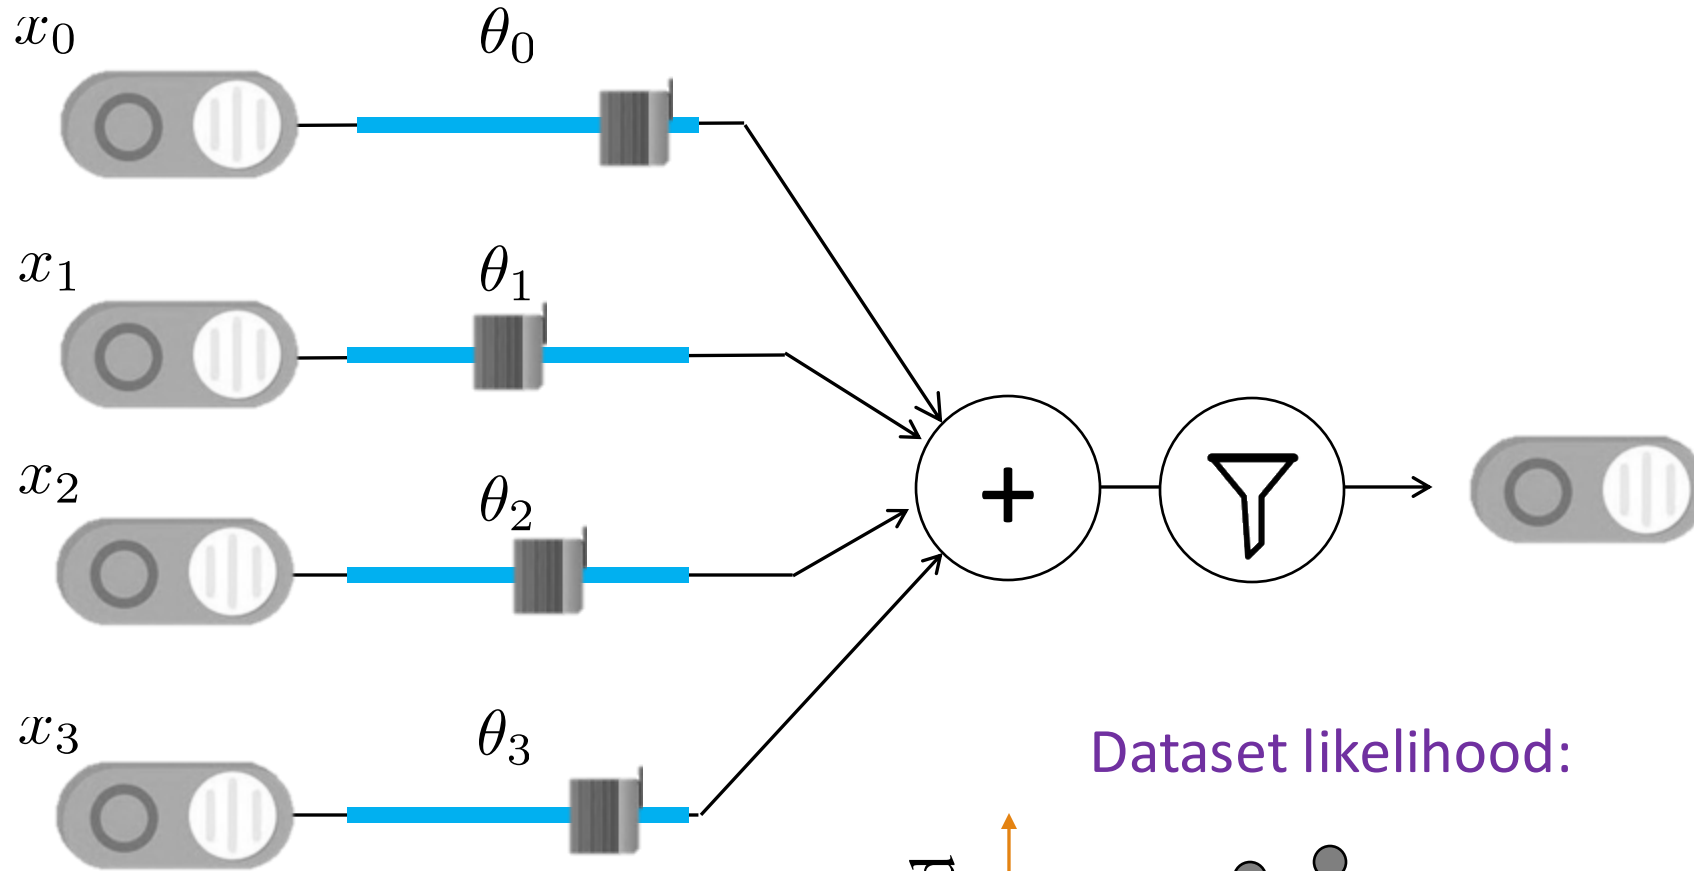 x₀
θ₀
x₁
θ₁
x₂
θ₂
+
x₃
θ₃
Dataset likelihood: